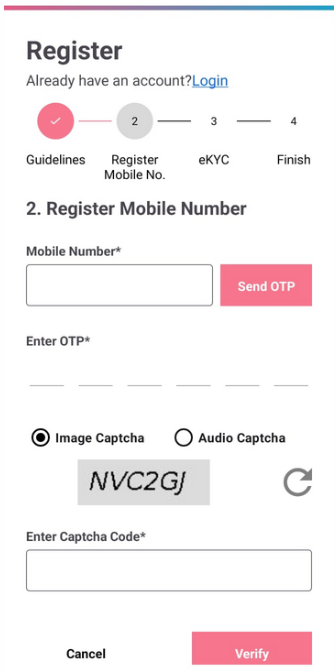 Register
Already have an account?Login
2 3 4
Guidelines Register Mobile No. eKYC Finish
2. Register Mobile Number
Mobile Number*
Send OTP
Enter OTP*
Image Captcha Audio Captcha
NVC2GJ
Enter Captcha Code*
Cancel Verify